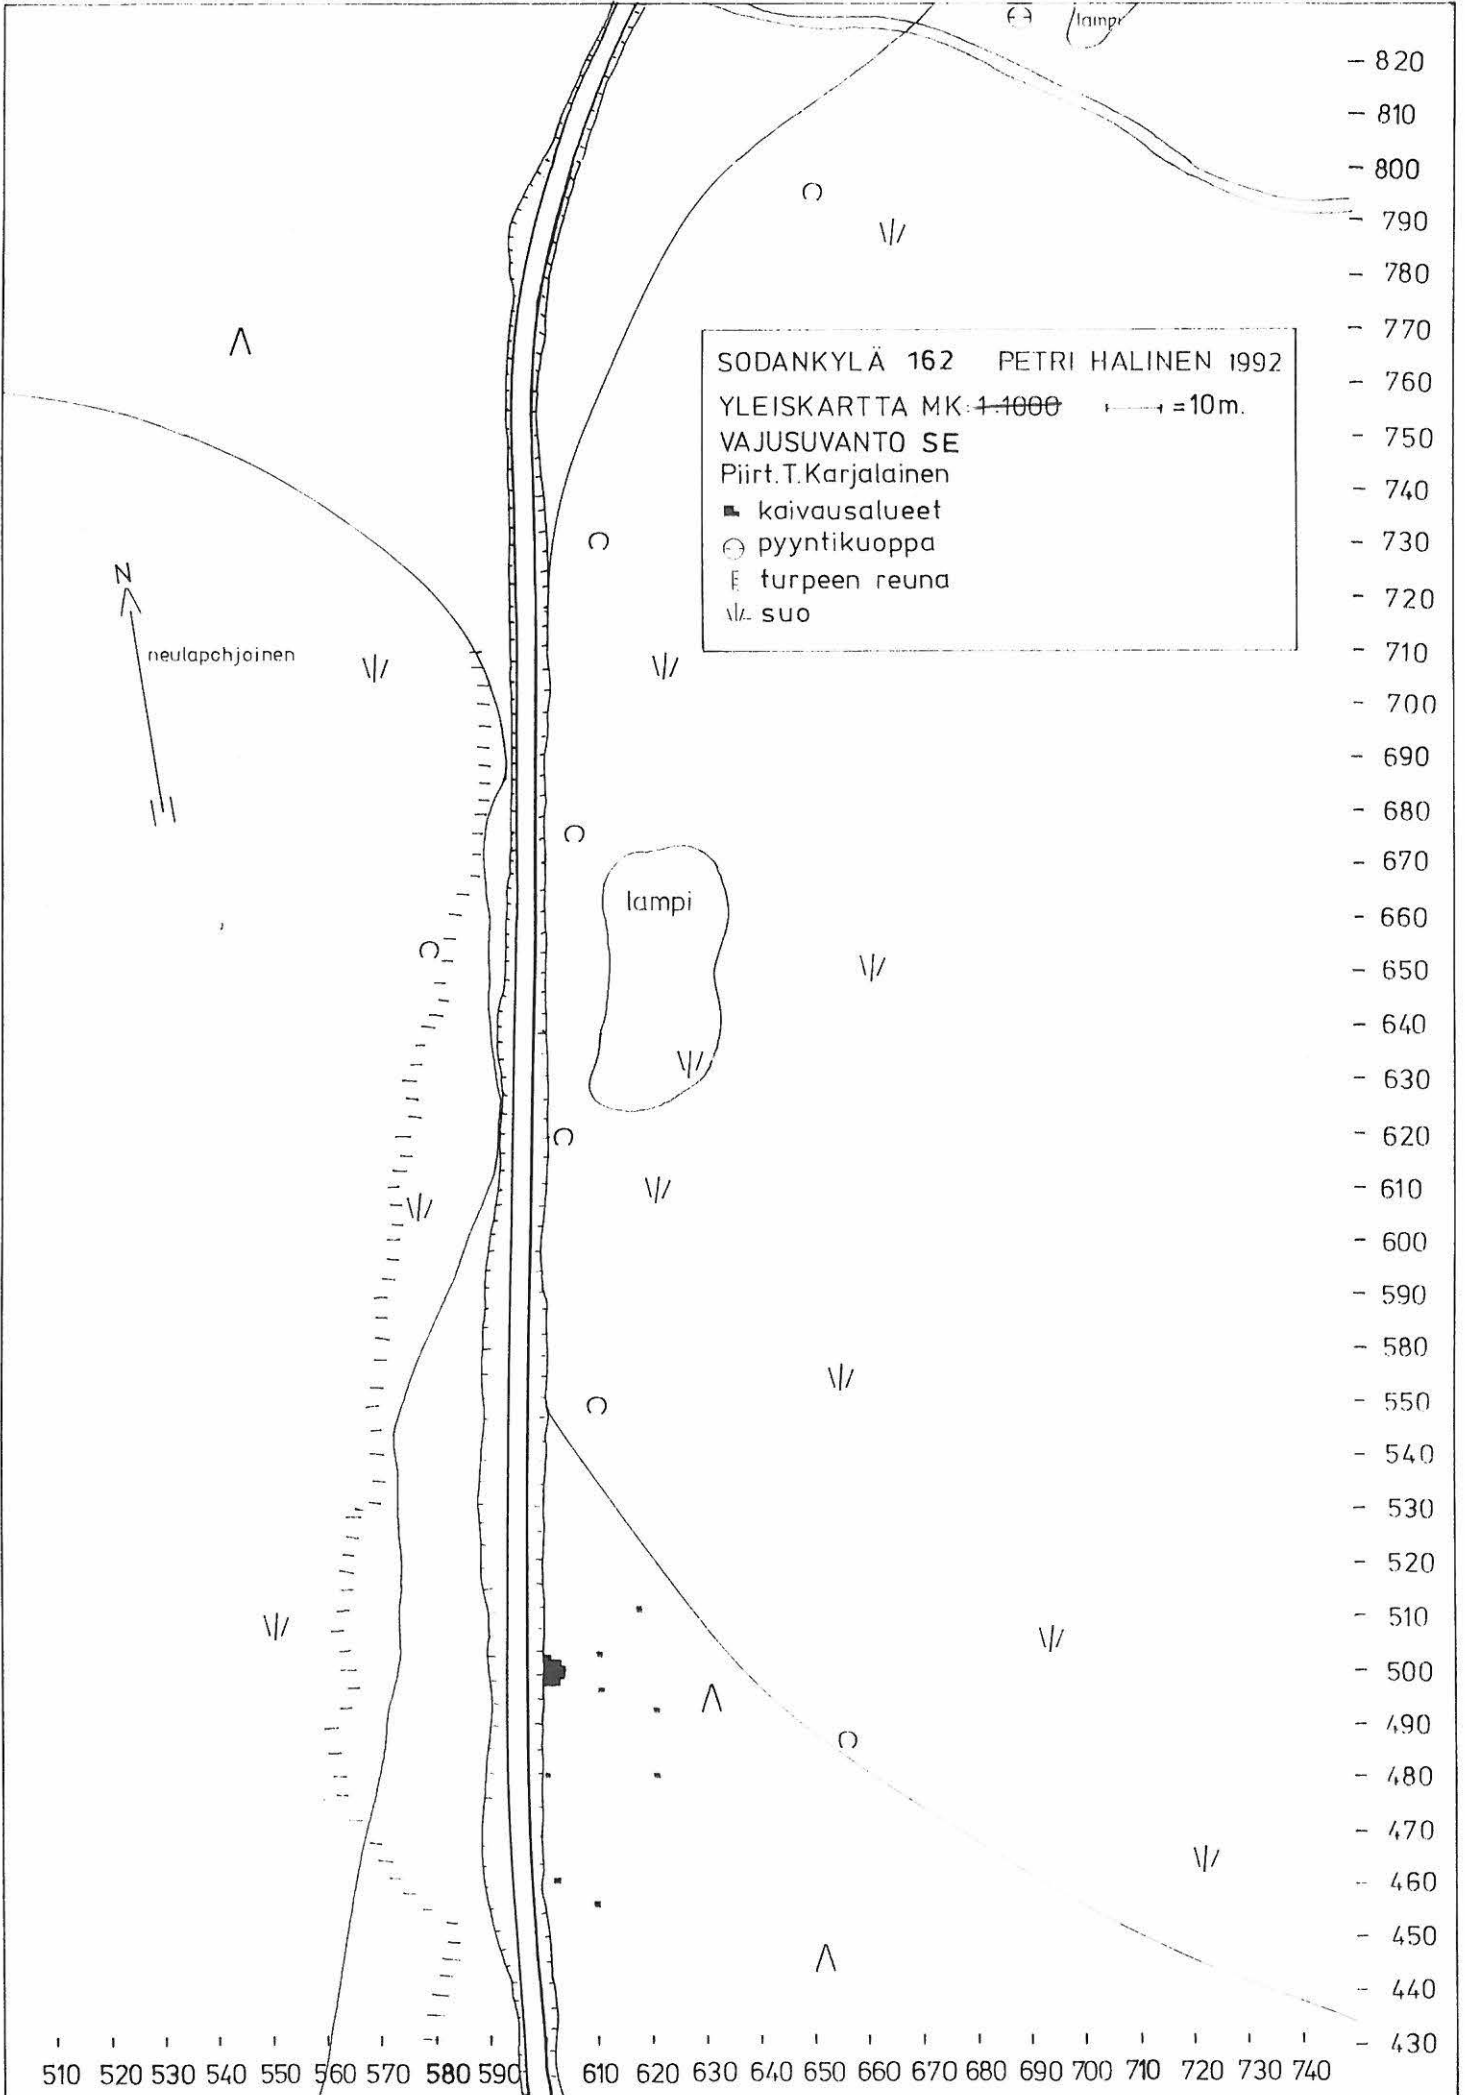 lampi
820
810
800
790
780
770
760
750
740
730
720
710
700
690
680
670
660
650
640
630
620
610
600
590
580
550
540
530
520
510
500
490
480
470
460
450
440
430
SODANKYLÄ 162 PETRI HALINEN 1992
YLEISKARTTA MK: 1:1000 =10m.
VAJUSUVANTO SE
Piirt.T.Karjalainen
kaivausalueet
pyyntikuoppa
turpeen reuna
suo
N
neulapohjoinen
lampi
510 520 530 540 550 560 570 580 590 610 620 630 640 650 660 670 680 690 700 710 720 730 740